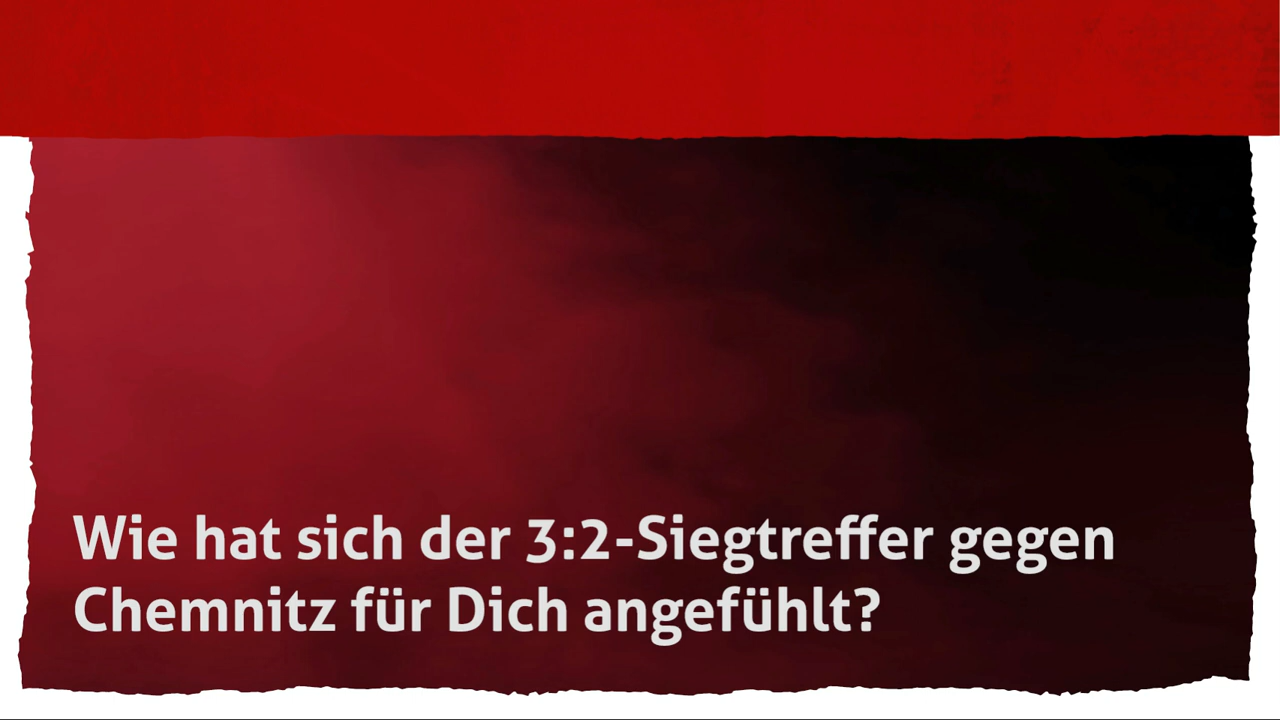 Wie hat sich der 3:2-Siegtreffer gegen
Chemnitz für Dich angefühlt?